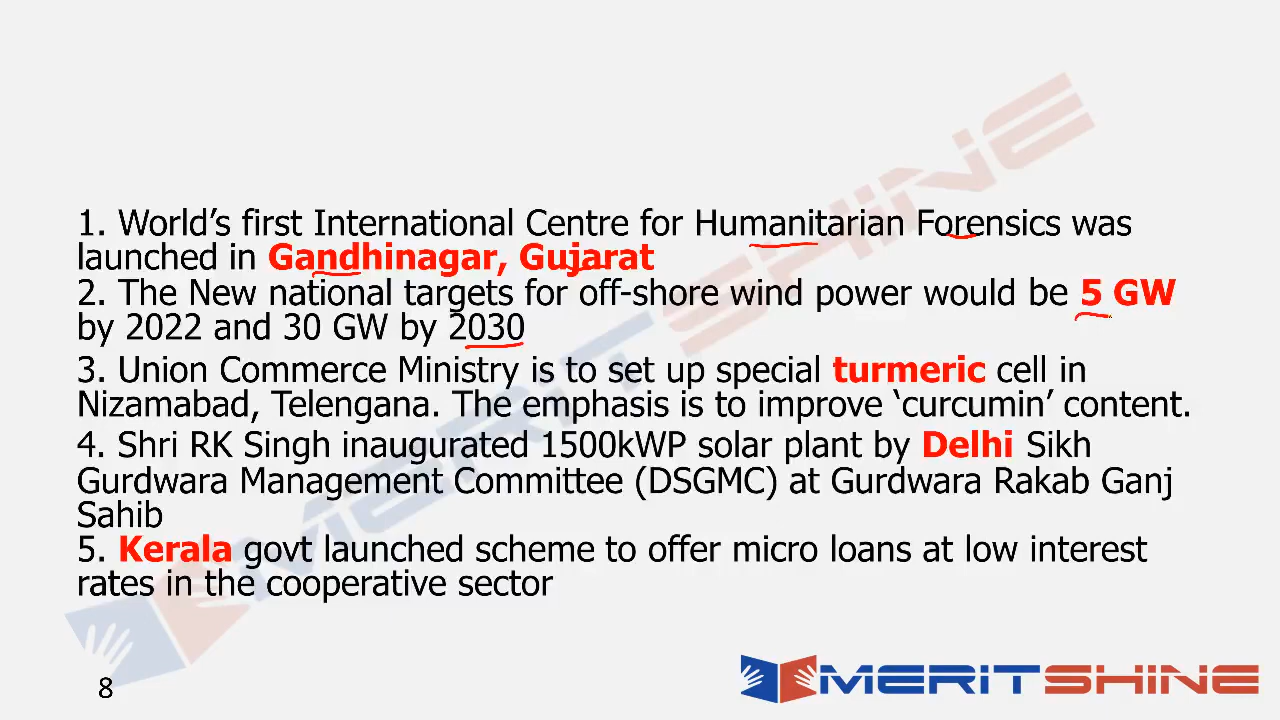 1. World’s first International Centre for Humanitarian Forensics was
launched in Gandhinagar, Gujarat
2. The New national targets for off-shore wind power would be 5 GW
by 2022 and 30 GW by 2030
3. Union Commerce Ministry is to set up special turmeric cell in
Nizamabad, Telengana. The emphasis is to improve ‘curcumin’ content.
4. Shri RK Singh inaugurated 1500kWP solar plant by Delhi Sikh
Gurdwara Management Committee (DSGMC) at Gurdwara Rakab Ganj
Sahib
5. Kerala govt launched scheme to offer micro loans at low interest
rates in the cooperative sector
8
MERITSHINE
MERITSHINE